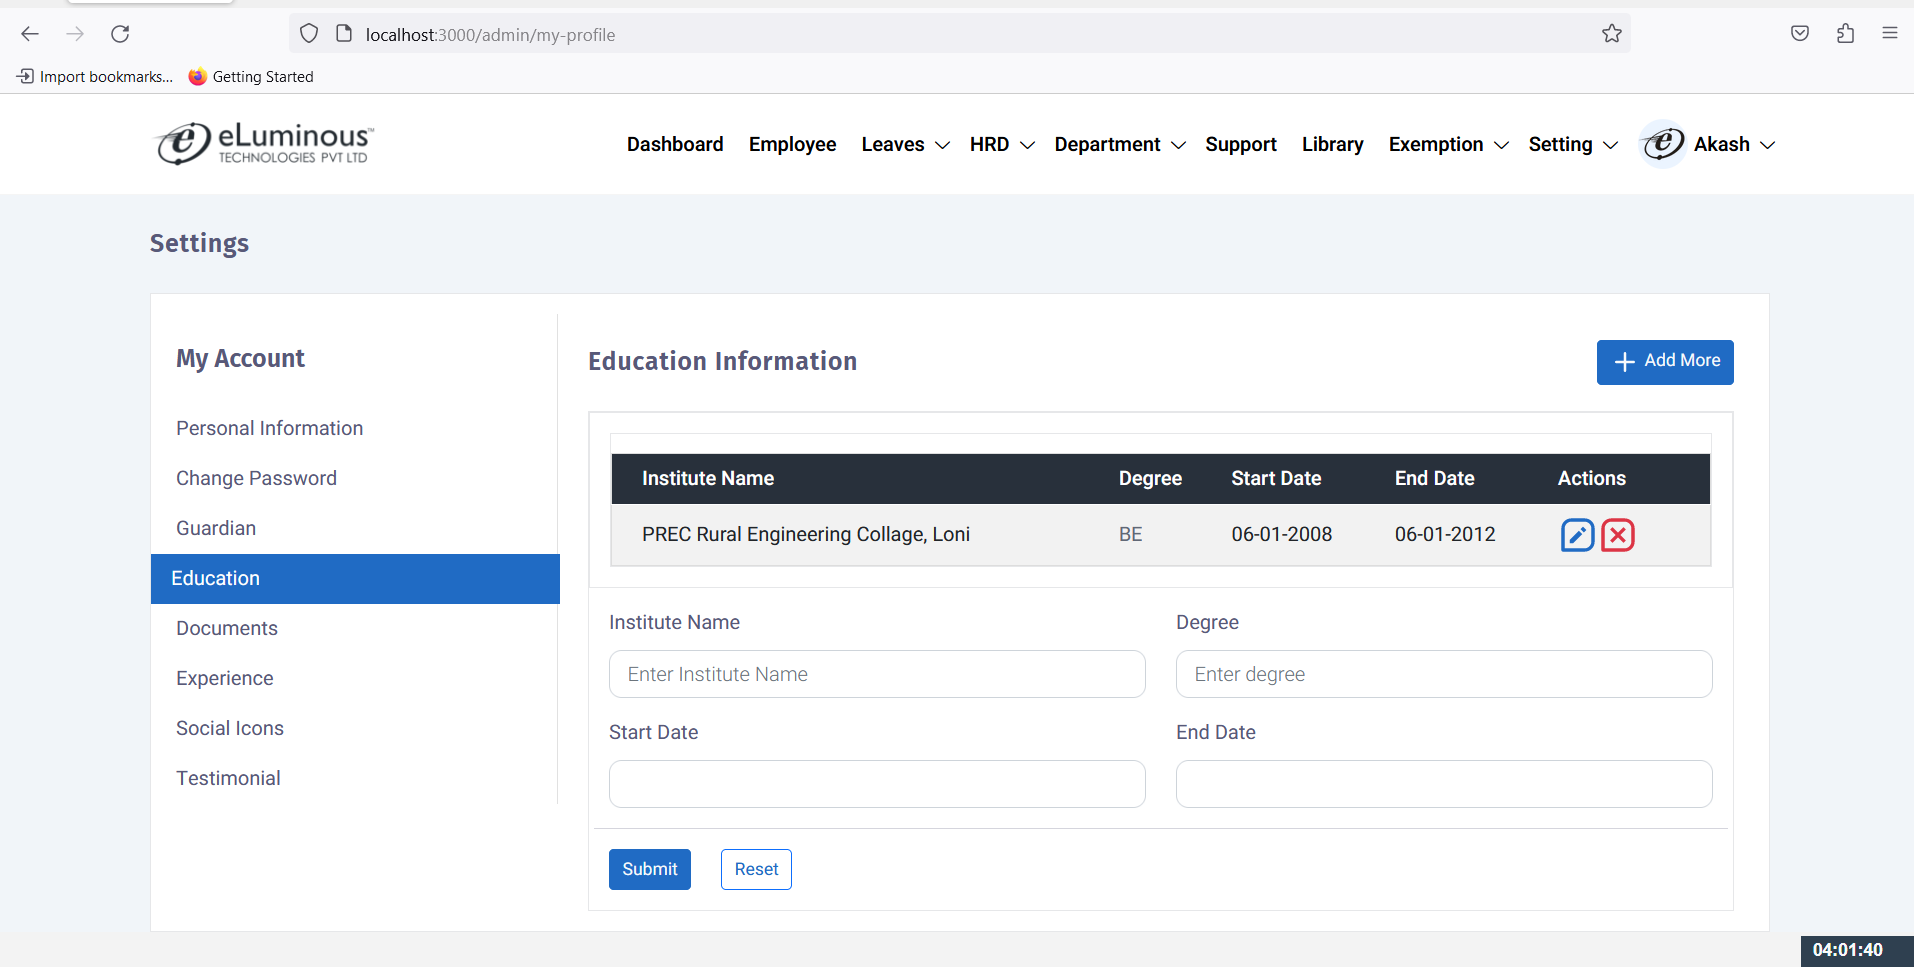 localhost:3000/admin/my-profile
Import bookmarks... Getting Started
eLuminous™
TECHNOLOGIES PVT LTD
Dashboard Employee Leaves HRD Department Support Library Exemption Setting e Akash
Settings
My Account
Personal Information
Change Password
Guardian
Education
Documents
Experience
Social Icons
Testimonial
Education Information
Add More
Institute Name Degree Start Date End Date Actions
PREC Rural Engineering Collage, Loni BE 06-01-2008 06-01-2012
Institute Name Degree
Enter Institute Name Enter degree
Start Date End Date
Submit Reset
04:01:40